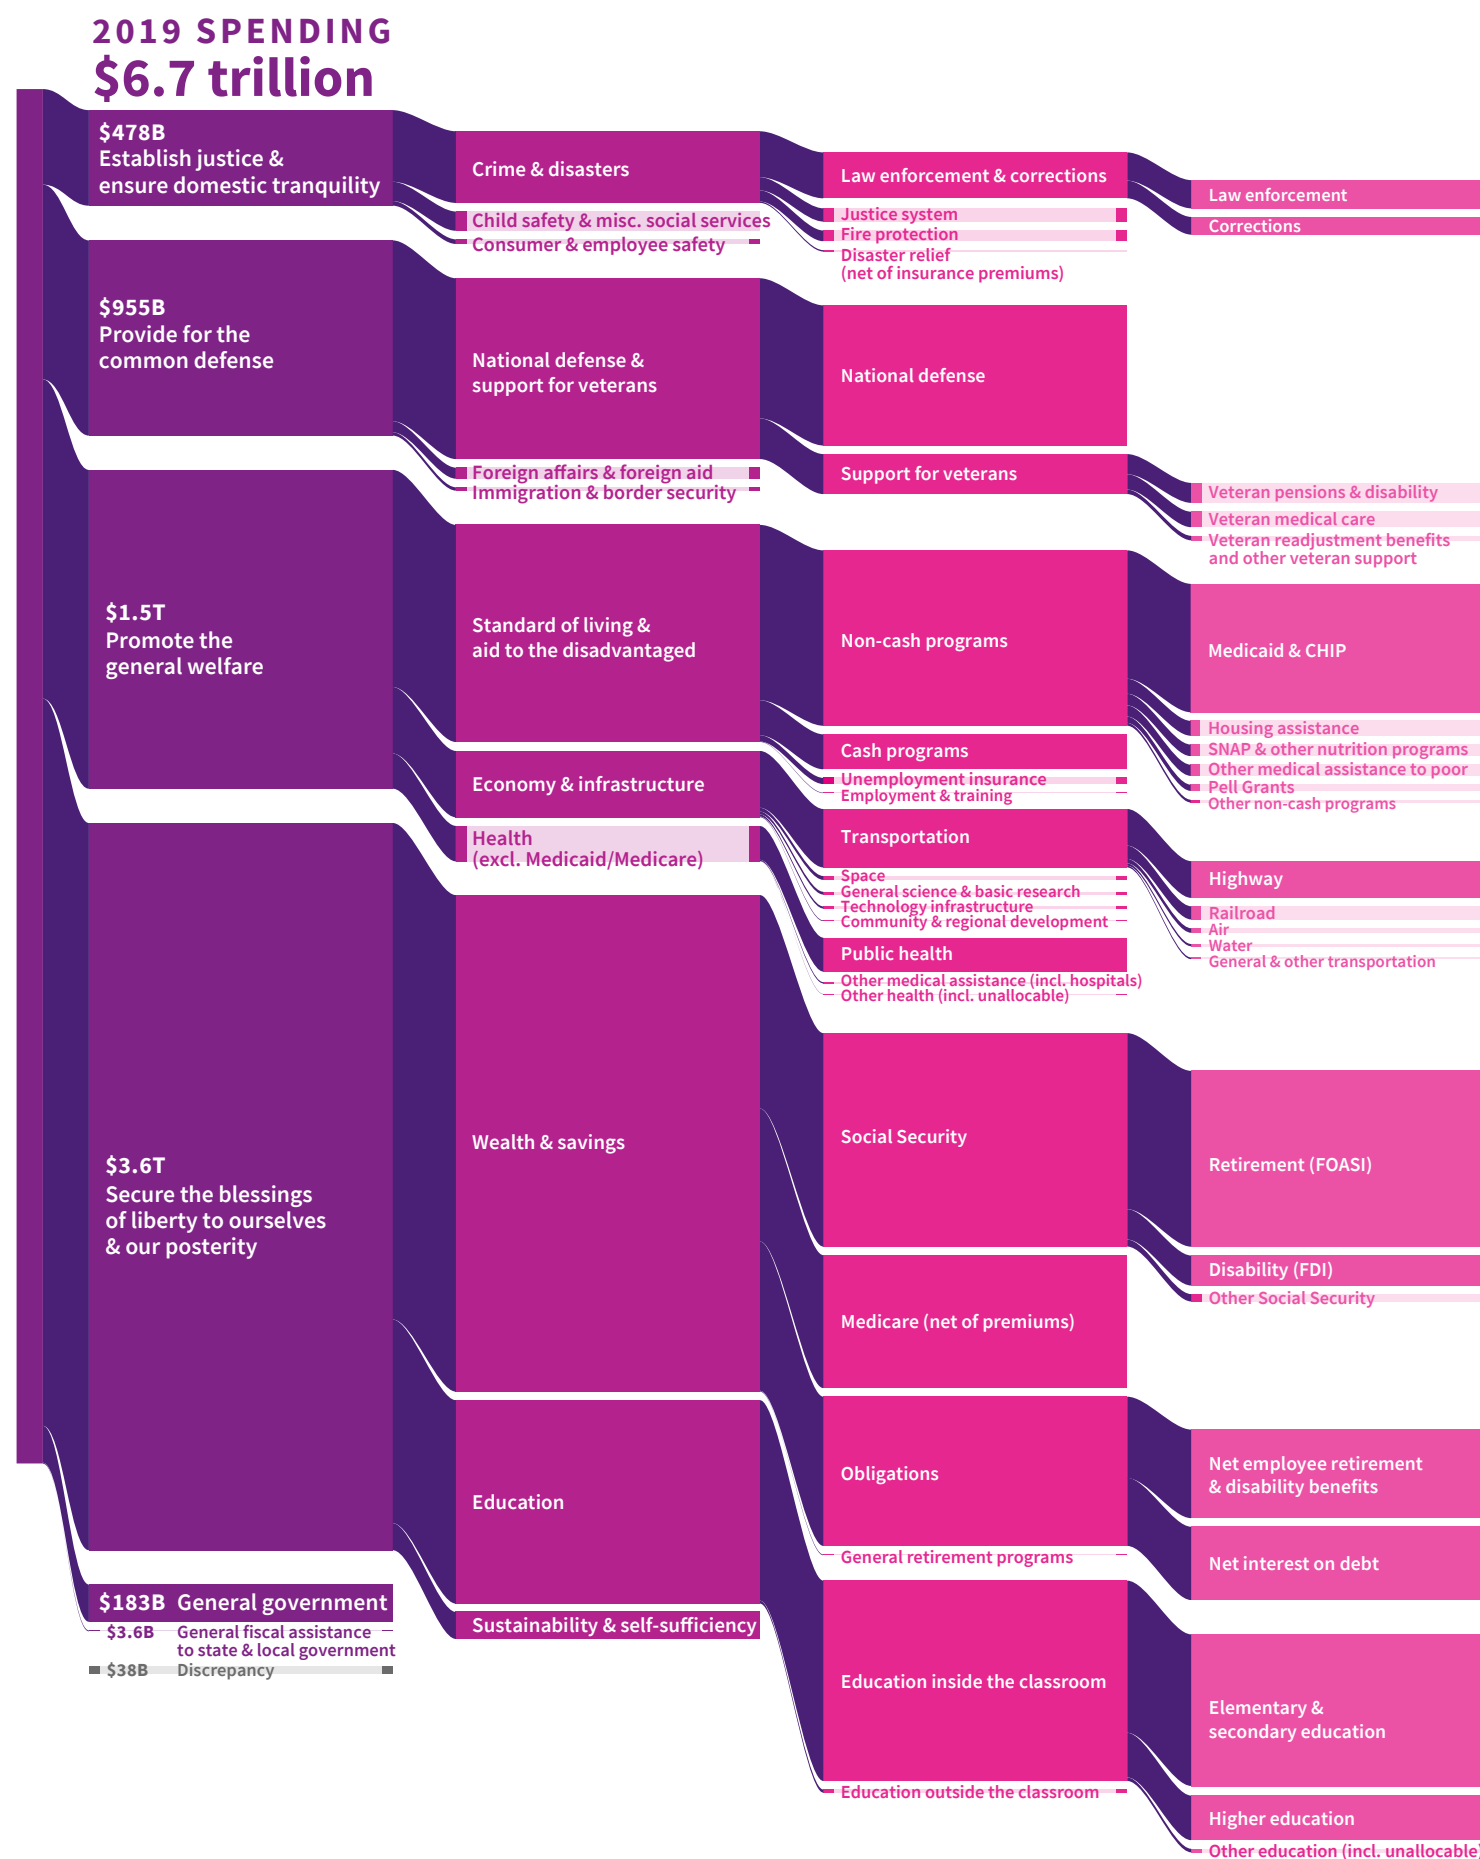 2019 SPENDING
$6.7 trillion
$478B
Establish justice &
ensure domestic tranquility
$955B
Provide for the
common defense
$1.5T
Promote the
general welfare
$3.6T
Secure the blessings
of liberty to ourselves
& our posterity
$183B General government
$3.6B General fiscal assistance
to state & local government
$38B Discrepancy
Crime & disasters
Child safety & misc. social services
Consumer & employee safety
National defense &
support for veterans
Foreign affairs & foreign aid
Immigration & border security
Standard of living &
aid to the disadvantaged
Economy & infrastructure
Health
(excl. Medicaid/Medicare)
Wealth & savings
Education
Sustainability & self-sufficiency
Law enforcement & corrections
Justice system
Fire protection
Disaster relief
(net of insurance premiums)
National defense
Support for veterans
Non-cash programs
Cash programs
Unemployment insurance
Employment & training
Transportation
Space
General science & basic research
Technology infrastructure
Community & regional development
Public health
Other medical assistance (incl. hospitals)
Other health (incl. unallocable)
Social Security
Medicare (net of premiums)
Obligations
General retirement programs
Education inside the classroom
Education outside the classroom
Law enforcement
Corrections
Veteran pensions & disability
Veteran medical care
Veteran readjustment benefits
and other veteran support
Medicaid & CHIP
Housing assistance
SNAP & other nutrition programs
Other medical assistance to poor
Pell Grants
Other non-cash programs
Highway
Railroad
Air
Water
General & other transportation
Retirement (FOASI)
Disability (FDI)
Other Social Security
Net employee retirement
& disability benefits
Net interest on debt
Elementary &
secondary education
Higher education
Other education (incl. unallocable)